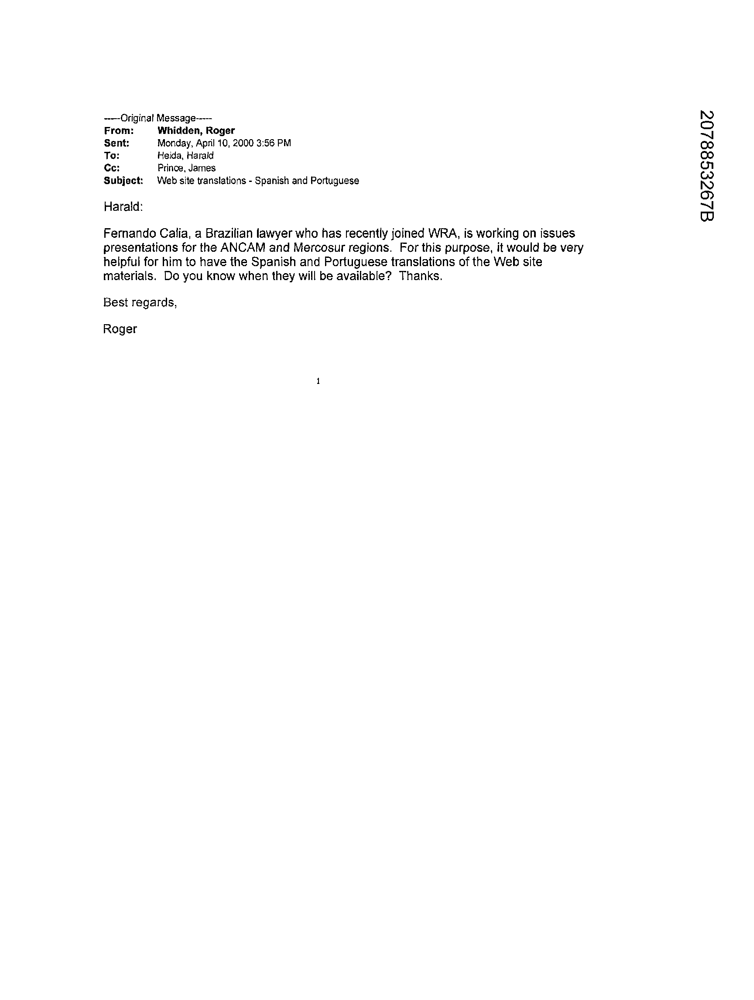 -----Original Message-----
From: Whidden, Roger
Sent: Monday, April 10, 2000 3:56 PM
To: Heida, Harald
Cc: Prince, James
Subject: Web site translations - Spanish and Portuguese
Harald:
Fernando Calia, a Brazilian lawyer who has recently joined WRA, is working on issues
presentations for the ANCAM and Mercosur regions. For this purpose, it would be very
helpful for him to have the Spanish and Portuguese translations of the Web site
materials. Do you know when they will be available? Thanks.
Best regards,
Roger
1
2078853267B